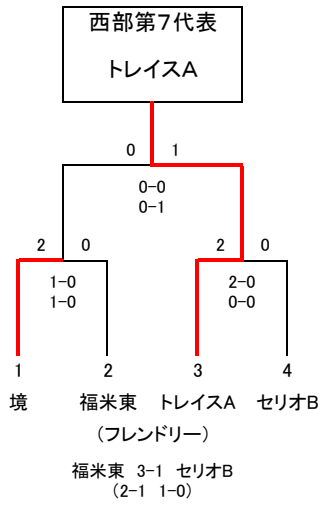 西部第7代表
トレイスA
0 1
0-0
0-1
2 0 2 0
1-0 2-0
1-0 0-0
1 2 3 4
境 福米東 トレイスA セリオB
（フレンドリー）
福米東 3-1 セリオB
（2-1 1-0）